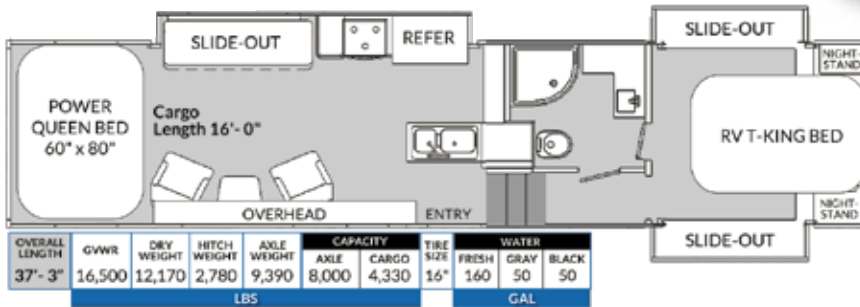 SLIDE-OUT
REFER
SLIDE-OUT
NIGHT-
STAND
POWER
QUEEN BED
60" x 80"
Cargo
Length 16'- 0"
RV T-KING BED
OVERHEAD
ENTRY
NIGHT-
STAND
SLIDE-OUT
OVERALL LENGTH GVWR DRY WEIGHT HITCH WEIGHT AXLE WEIGHT CAPACITY AXLE CARGO TIRE SIZE WATER FRESH GRAY BLACK
37'- 3" 16,500 12,170 2,780 9,390 8,000 4,330 16" 160 50 50
LBS GAL